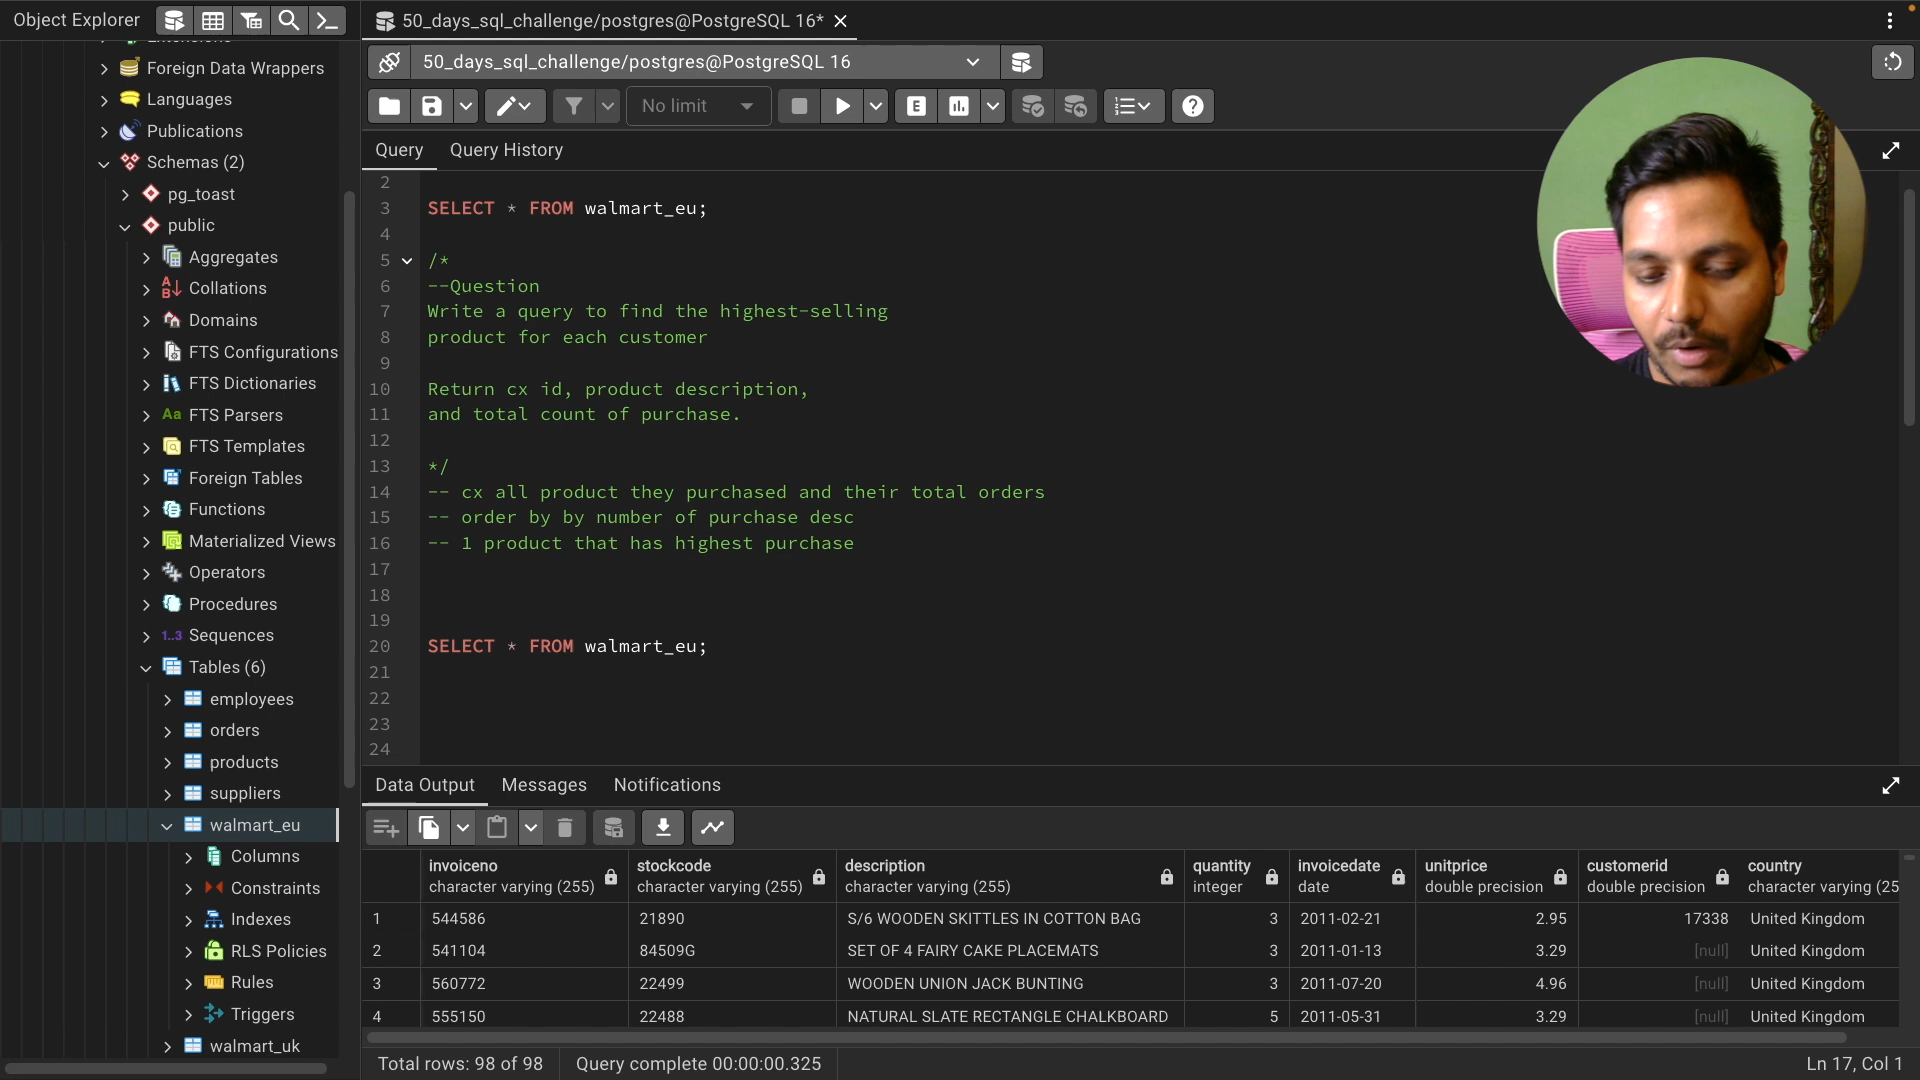 Object Explorer
50_days_sql_challenge/postgres@PostgreSQL 16*
50_days_sql_challenge/postgres@PostgreSQL 16
No limit
E
Query
Query History
Foreign Data Wrappers
Languages
Publications
Schemas (2)
pg_toast
public
Aggregates
Collations
Domains
FTS Configurations
FTS Dictionaries
Aa FTS Parsers
FTS Templates
Foreign Tables
Functions
Materialized Views
Operators
Procedures
1..3 Sequences
Tables (6)
employees
orders
products
suppliers
walmart_eu
Columns
Constraints
Indexes
RLS Policies
Rules
Triggers
walmart_uk
2
3 SELECT * FROM walmart_eu;
4
5 /*
6 --Question
7 Write a query to find the highest-selling
8 product for each customer
9
10 Return cx id, product description,
11 and total count of purchase.
12
13 */
14 -- cx all product they purchased and their total orders
15 -- order by by number of purchase desc
16 -- 1 product that has highest purchase
17
18
19
20 SELECT * FROM walmart_eu;
21
22
23
24
Data Output
Messages
Notifications
invoiceno stockcode description quantity invoicedate unitprice customerid country
character varying (255) character varying (255) character varying (255) integer date double precision double precision character varying (25
1 544586 21890 S/6 WOODEN SKITTLES IN COTTON BAG 3 2011-02-21 2.95 17338 United Kingdom
2 541104 84509G SET OF 4 FAIRY CAKE PLACEMATS 3 2011-01-13 3.29 [null] United Kingdom
3 560772 22499 WOODEN UNION JACK BUNTING 3 2011-07-20 4.96 [null] United Kingdom
4 555150 22488 NATURAL SLATE RECTANGLE CHALKBOARD 5 2011-05-31 3.29 [null] United Kingdom
Total rows: 98 of 98
Query complete 00:00:00.325
Ln 17, Col 1